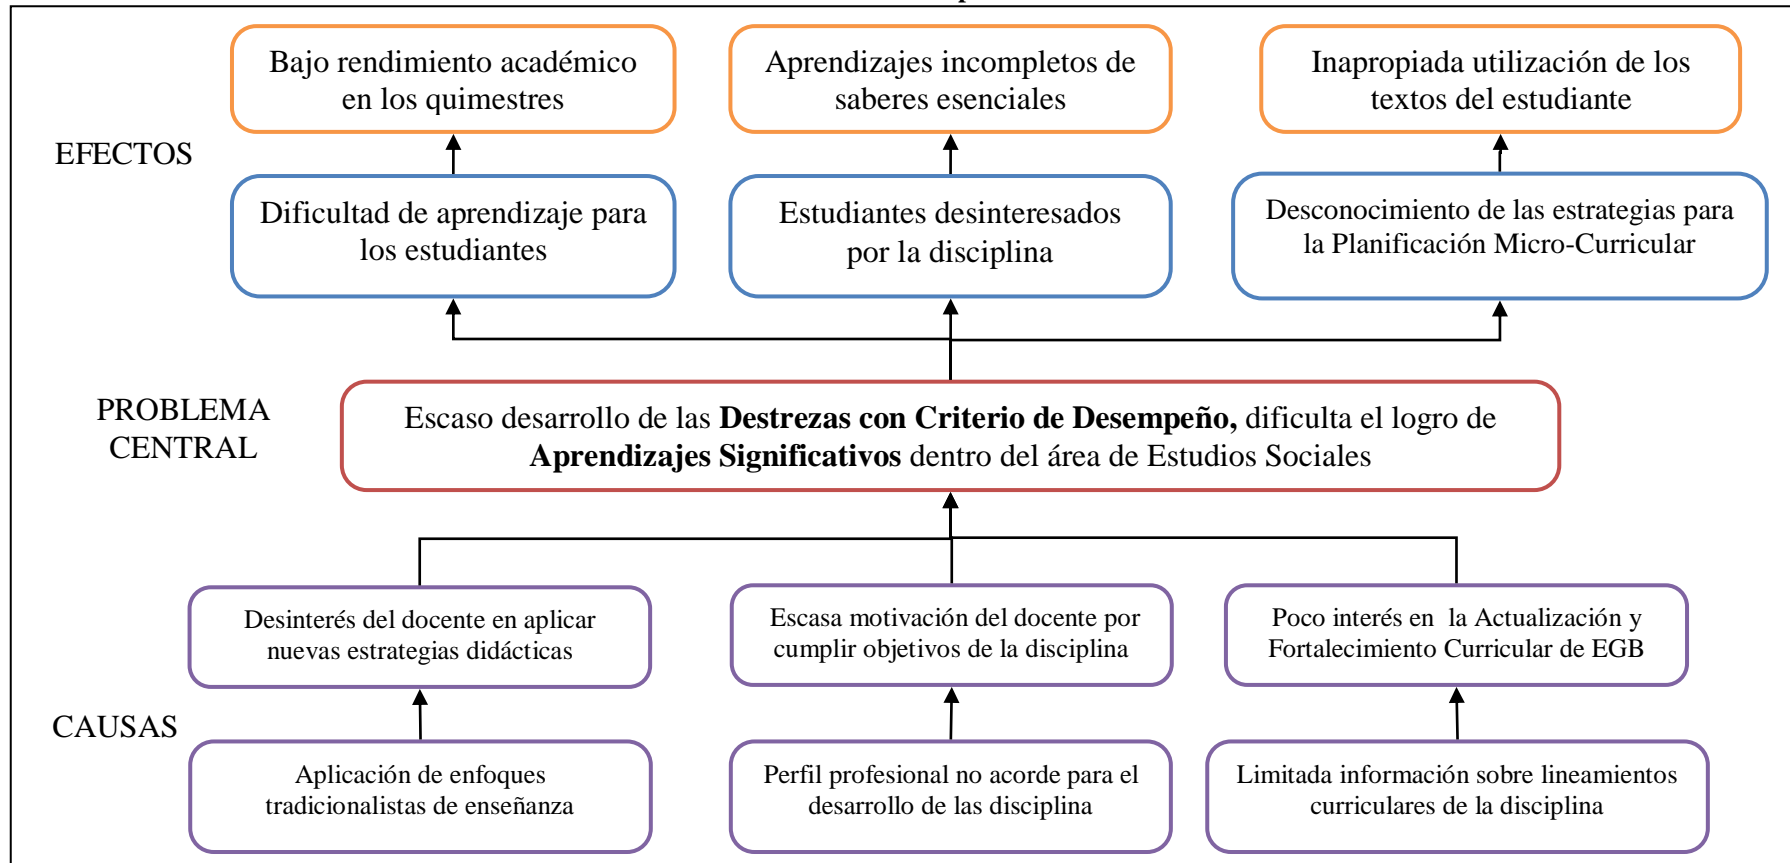 Bajo rendimiento académico
en los quimestres
Aprendizajes incompletos de
saberes esenciales
Inapropiada utilización de los
textos del estudiante
EFECTOS
Dificultad de aprendizaje para
los estudiantes
Estudiantes desinteresados
por la disciplina
Desconocimiento de las estrategias para
la Planificación Micro-Curricular
PROBLEMA
CENTRAL
Escaso desarrollo de las Destrezas con Criterio de Desempeño, dificulta el logro de
Aprendizajes Significativos dentro del área de Estudios Sociales
Desinterés del docente en aplicar
nuevas estrategias didácticas
Escasa motivación del docente por
cumplir objetivos de la disciplina
Poco interés en la Actualización y
Fortalecimiento Curricular de EGB
CAUSAS
Aplicación de enfoques
tradicionalistas de enseñanza
Perfil profesional no acorde para el
desarrollo de las disciplina
Limitada información sobre lineamientos
curriculares de la disciplina